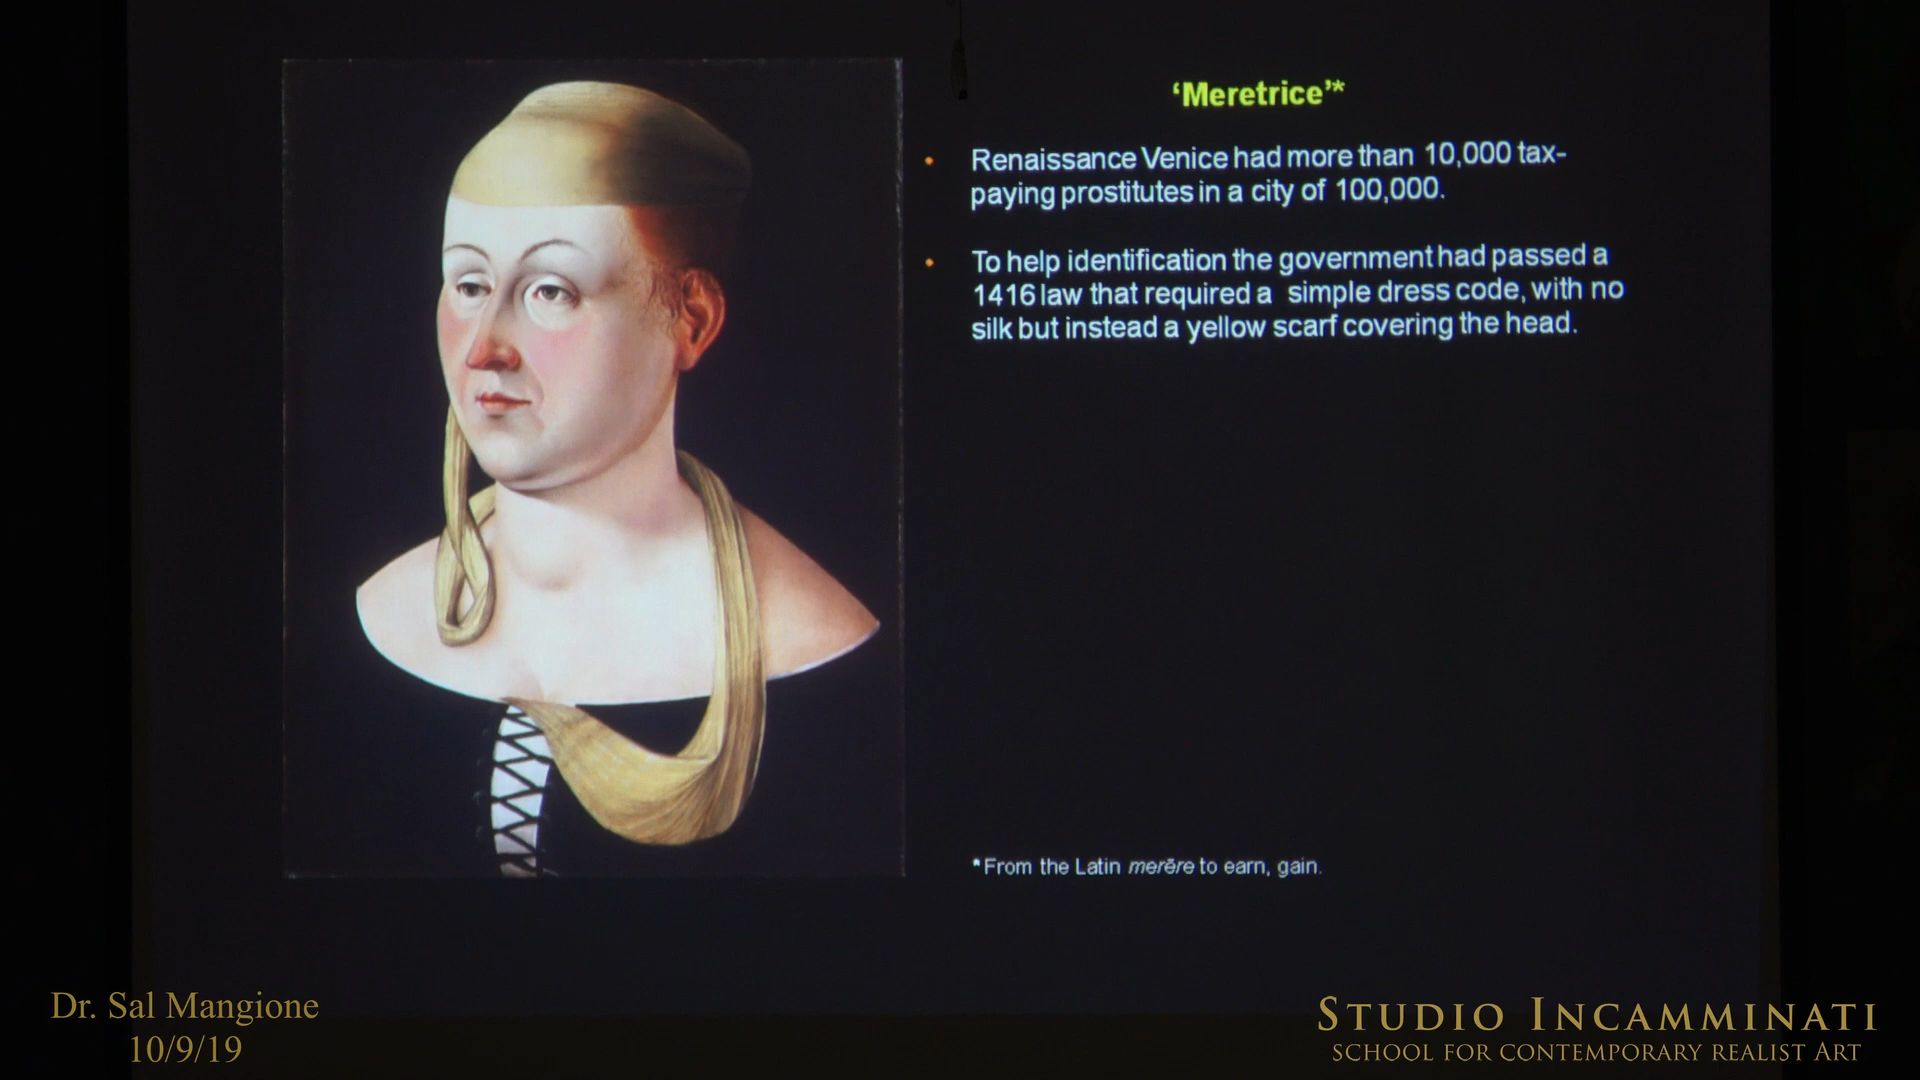 ‘Meretrice’*
• Renaissance Venice had more than 10,000 tax-
paying prostitutes in a city of 100,000.
• To help identification the government had passed a
1416 law that required a simple dress code, with no
silk but instead a yellow scarf covering the head.
*From the Latin merēre to earn, gain.
Dr. Sal Mangione
10/9/19
STUDIO INCAMMINATI
SCHOOL FOR CONTEMPORARY REALIST ART